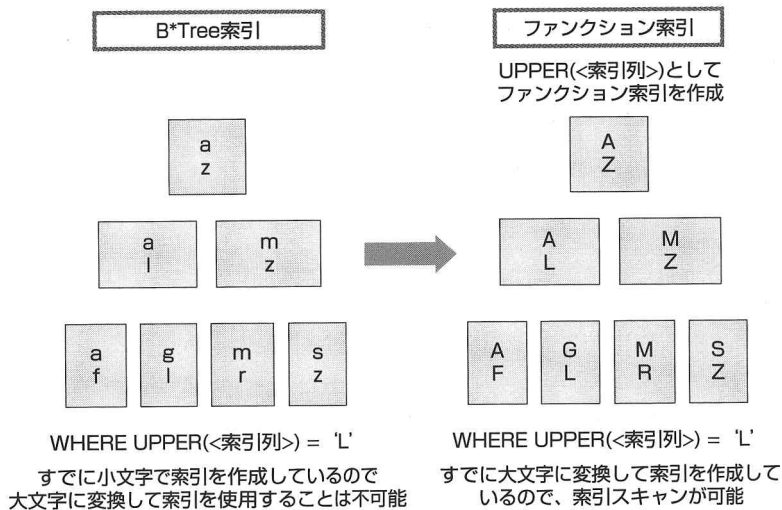 B*Tree索引
a
z
a
l
m
z
a
f
g
l
m
r
s
z
WHERE UPPER(<索引列>) = 'L'
すでに小文字で索引を作成しているので
大文字に変換して索引を使用することは不可能
ファンクション索引
UPPER(<索引列>)として
ファンクション索引を作成
A
Z
A
L
M
Z
A
F
G
L
M
R
S
Z
WHERE UPPER(<索引列>) = 'L'
すでに大文字に変換して索引を作成して
いるので、索引スキャンが可能